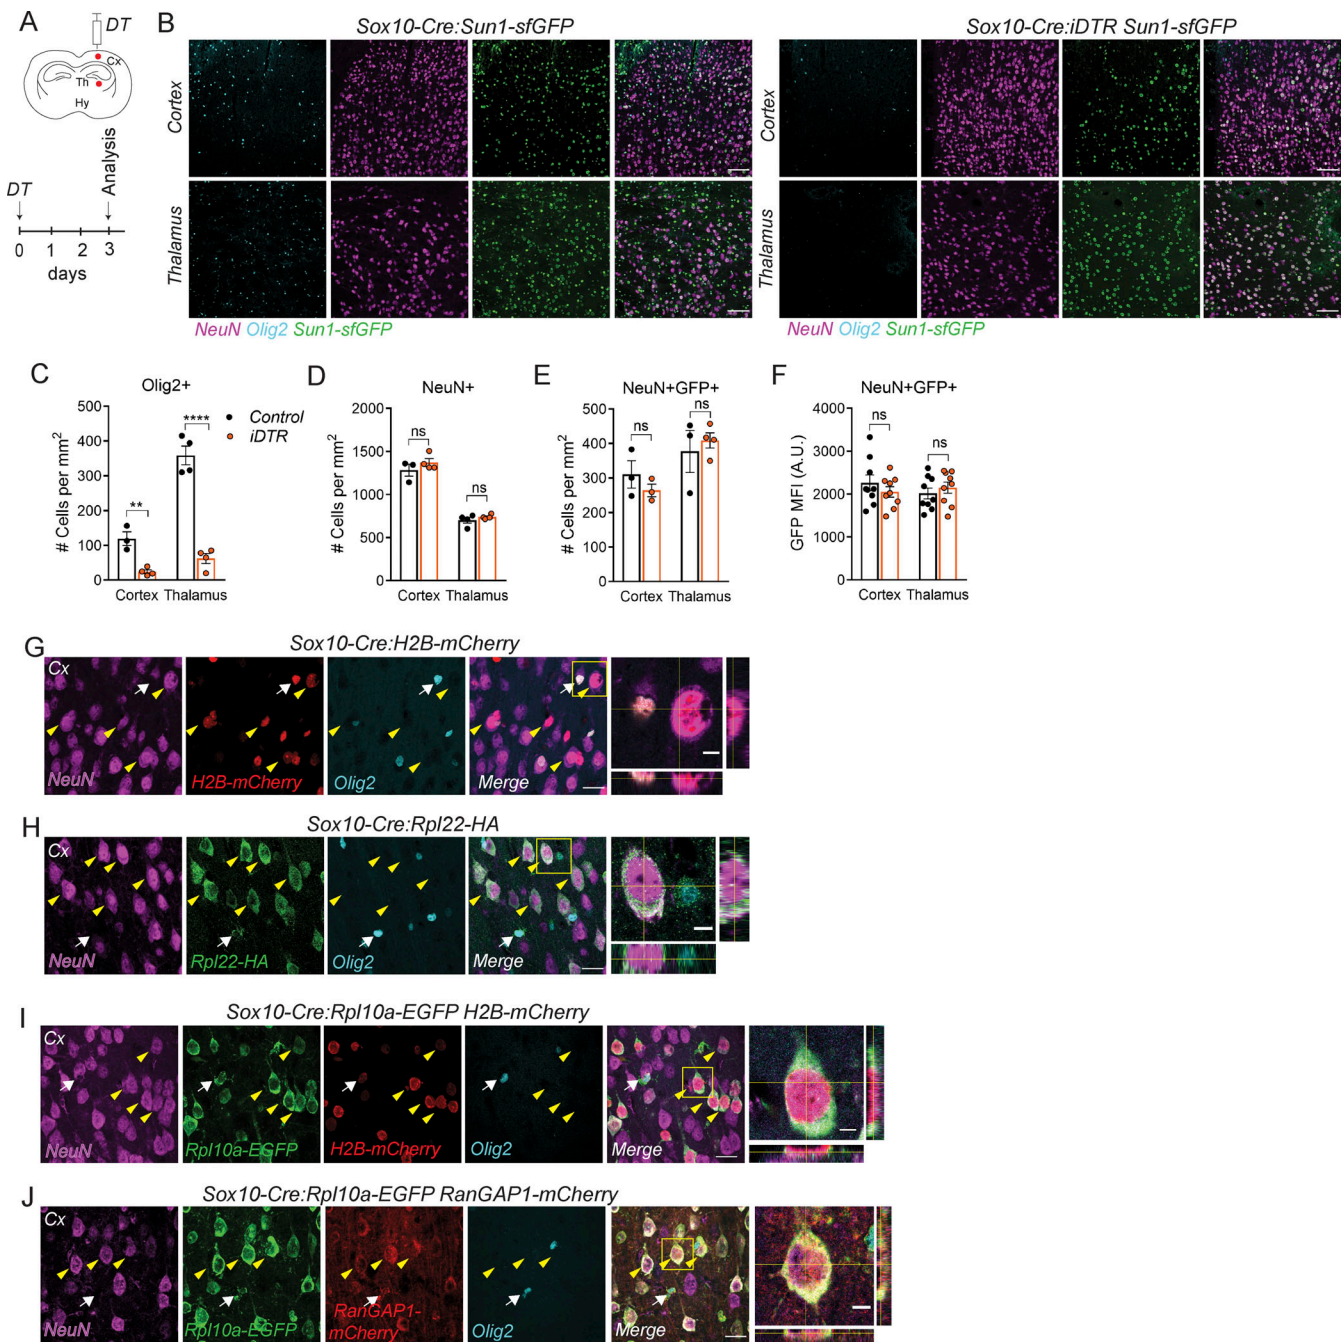 A
DT
Cx
Th
Hy
DT
Analysis
0 1 2 3
days
B
Sox10-Cre:Sun1-sfGFP
Sox10-Cre:iDTR Sun1-sfGFP
Cortex
Thalamus
Cortex
Thalamus
NeuN Olig2 Sun1-sfGFP
NeuN Olig2 Sun1-sfGFP
C
Olig2+
# Cells per mm²
500
400
300
200
100
0
**
****
Control
iDTR
Cortex Thalamus
D
NeuN+
# Cells per mm²
2000
1500
1000
500
0
ns
ns
Cortex Thalamus
E
NeuN+GFP+
# Cells per mm²
500
400
300
200
100
0
ns
ns
Cortex Thalamus
F
NeuN+GFP+
GFP MFI (A.U.)
4000
3000
2000
1000
0
ns
ns
Cortex Thalamus
G
Sox10-Cre:H2B-mCherry
Cx
NeuN
H2B-mCherry
Olig2
Merge
H
Sox10-Cre:Rpl22-HA
Cx
NeuN
Rpl22-HA
Olig2
Merge
I
Sox10-Cre:Rpl10a-EGFP H2B-mCherry
Cx
NeuN
Rpl10a-EGFP
H2B-mCherry
Olig2
Merge
J
Sox10-Cre:Rpl10a-EGFP RanGAP1-mCherry
Cx
NeuN
Rpl10a-EGFP
RanGAP1-
mCherry
Olig2
Merge